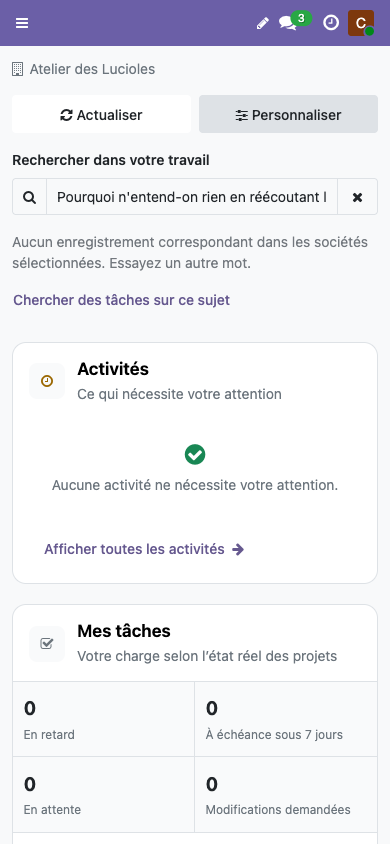 3
C
Atelier des Lucioles
Actualiser
Personnaliser
Rechercher dans votre travail
Pourquoi n'entend-on rien en réécoutant l
Aucun enregistrement correspondant dans les sociétés
sélectionnées. Essayez un autre mot.
Chercher des tâches sur ce sujet
Activités
Ce qui nécessite votre attention
Aucune activité ne nécessite votre attention.
Afficher toutes les activités
Mes tâches
Votre charge selon l'état réel des projets
0
En retard
0
À échéance sous 7 jours
0
En attente
0
Modifications demandées